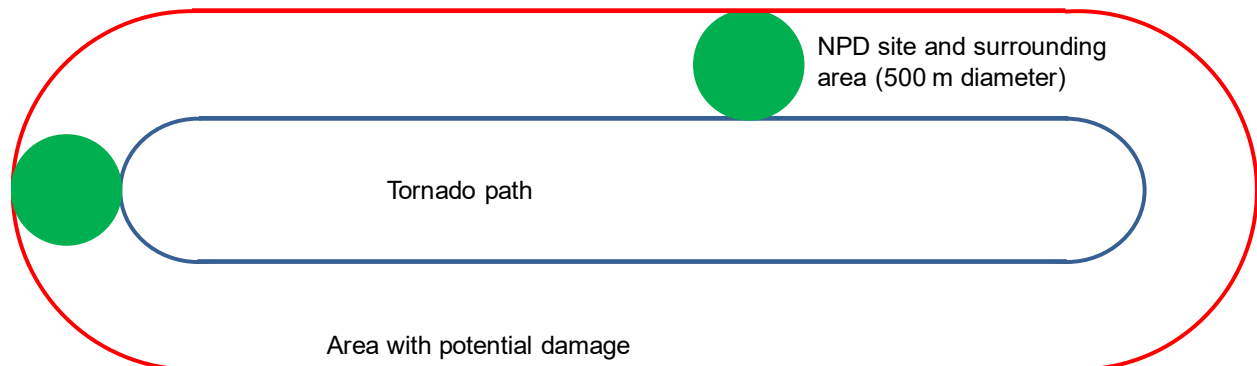 NPD site and surrounding
area (500 m diameter)
Tornado path
Area with potential damage